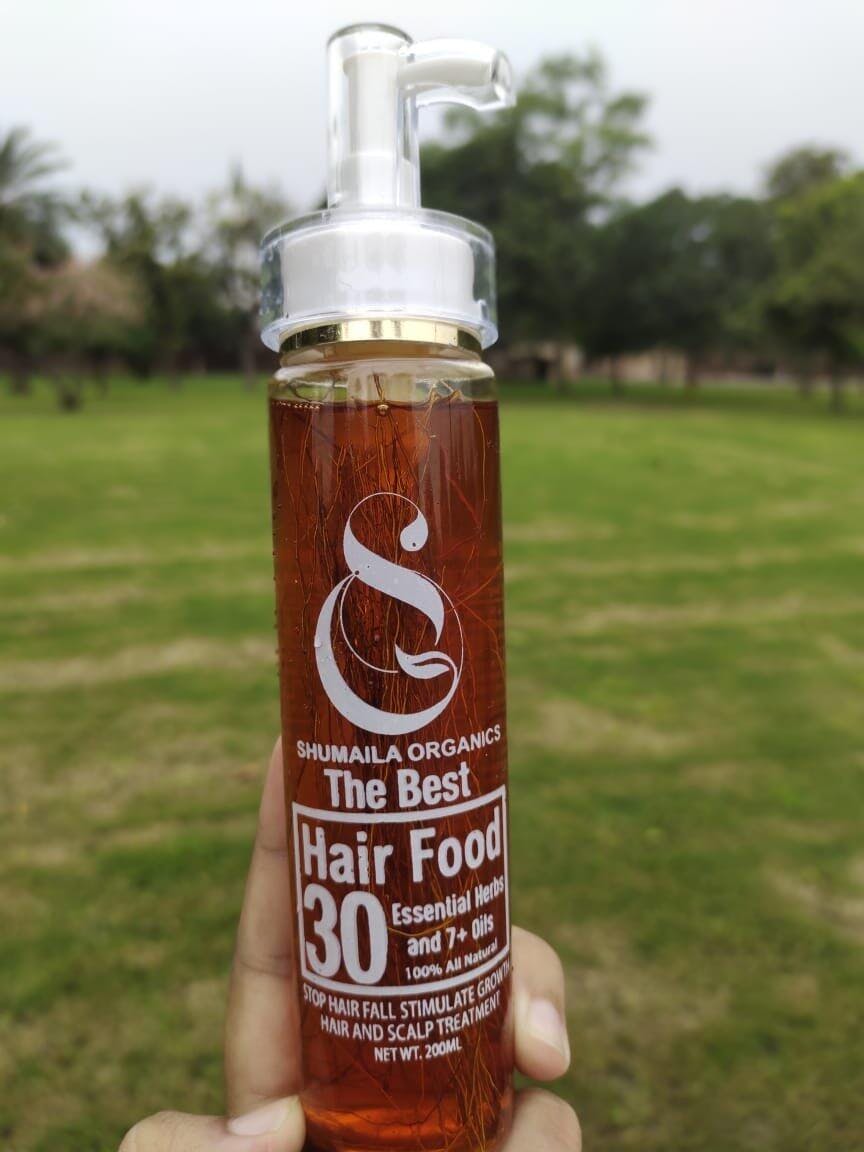 SHUMAILA ORGANICS
The Best
Hair Food
30 Essential Herbs
and 7+ Oils
100% All Natural
STOP HAIR FALL STIMULATE GROWTH
HAIR AND SCALP TREATMENT
NET WT. 200ML